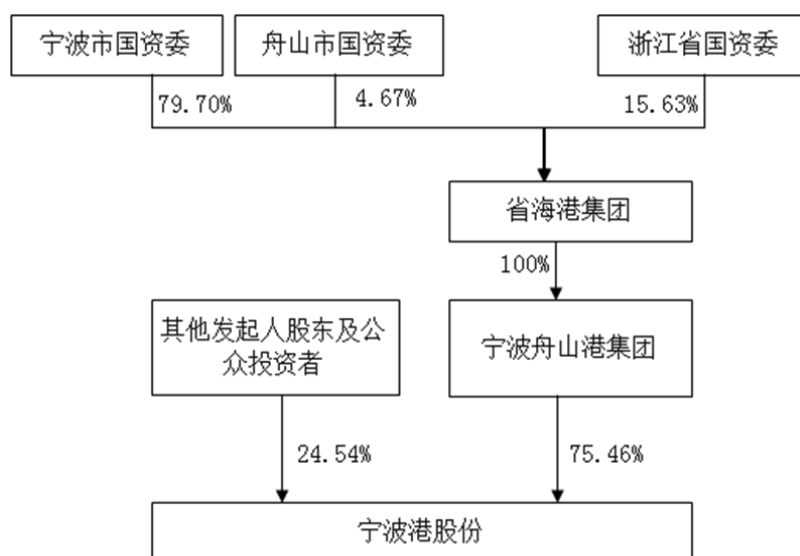 宁波市国资委
舟山市国资委
浙江省国资委
79.70%
4.67%
15.63%
省海港集团
100%
其他发起人股东及公
众投资者
宁波舟山港集团
24.54%
75.46%
宁波港股份